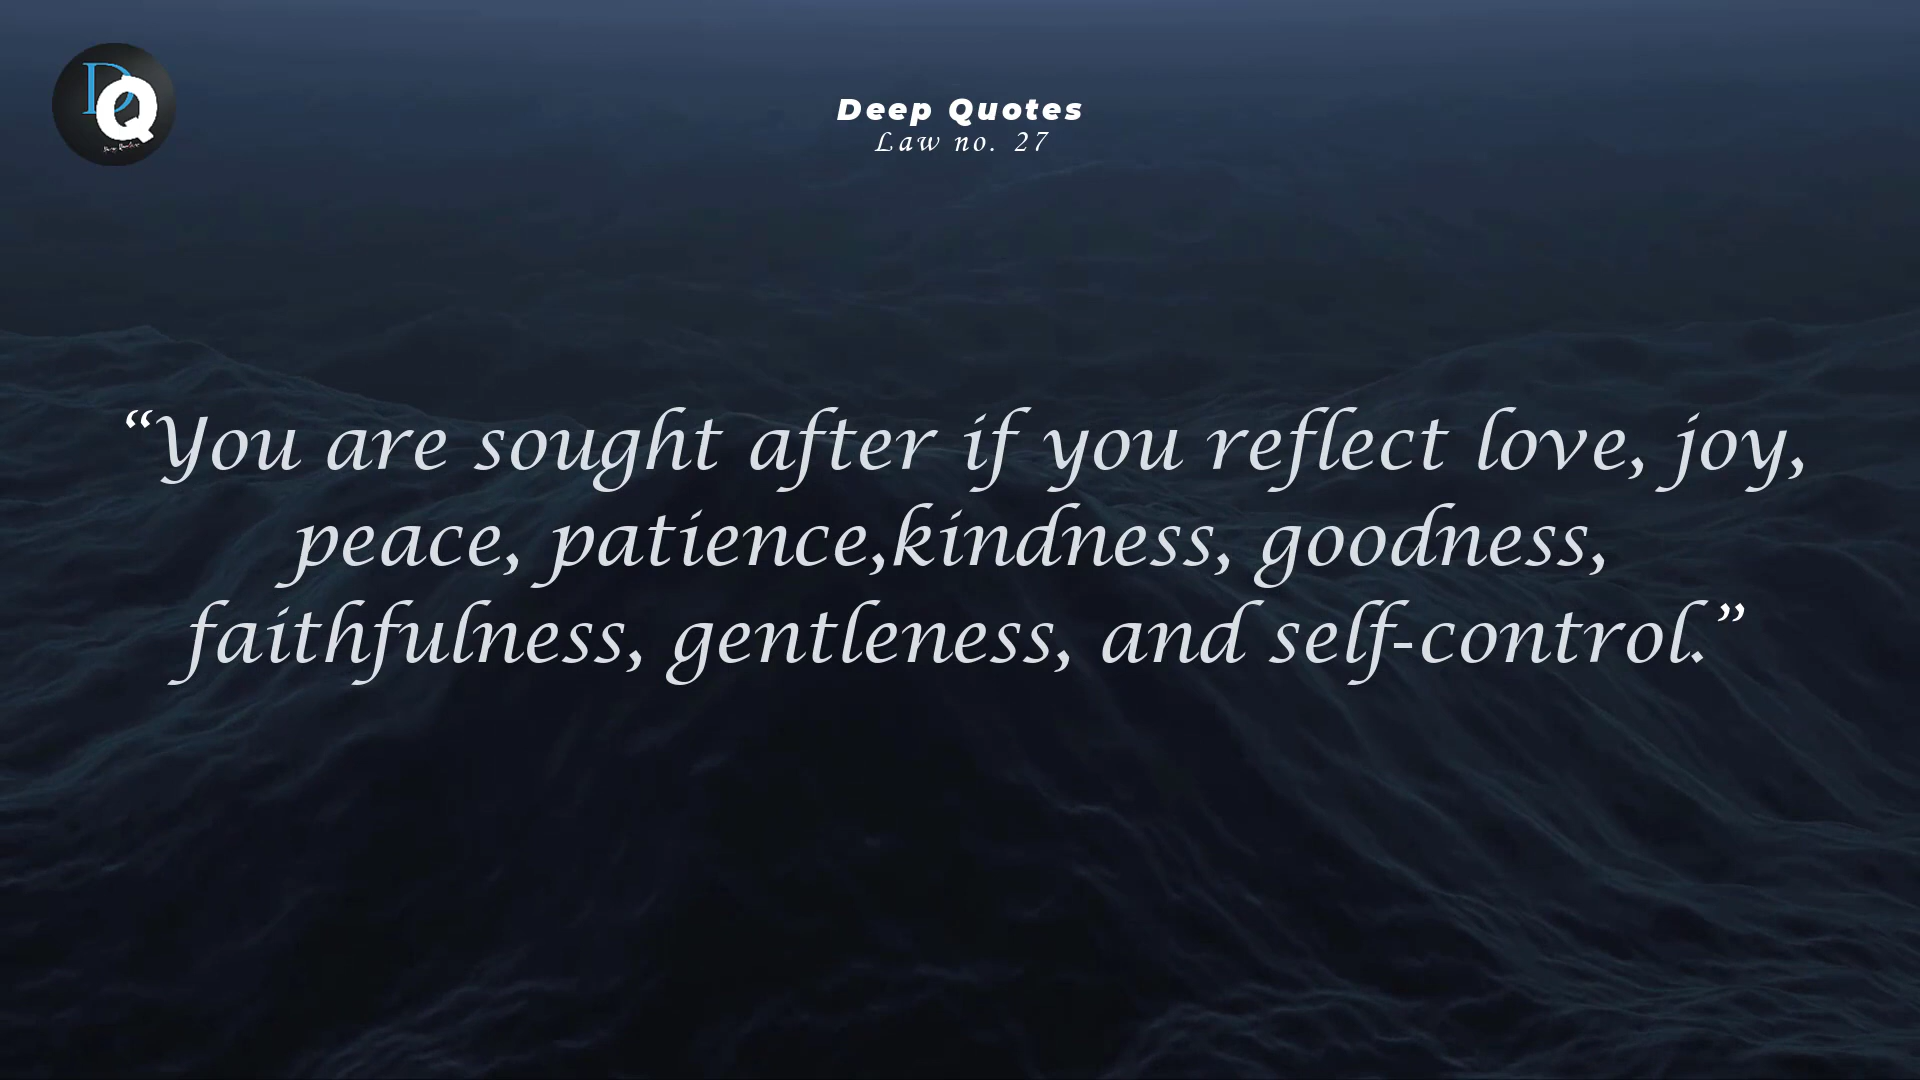 DQ
Deep Quotes
Law no. 27
“You are sought after if you reflect love, joy,
peace, patience,kindness, goodness,
faithfulness, gentleness, and self-control.”